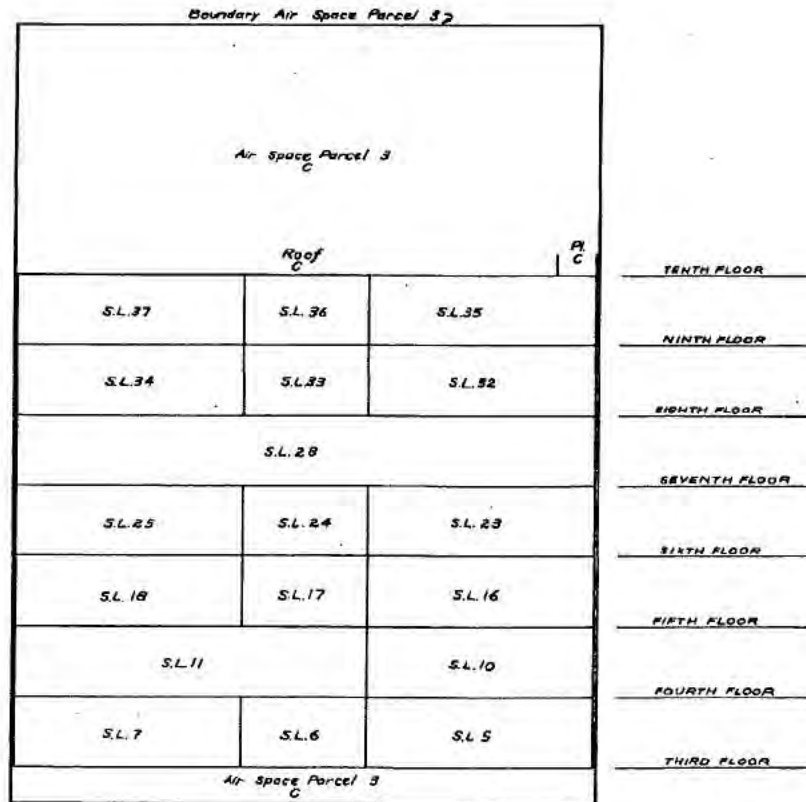 Boundary Air Space Parcel 3
Air Space Parcel 3
C
Roof
C
Pl.
C
TENTH FLOOR
S.L.37 S.L.36 S.L.35
NINTH FLOOR
S.L.34 S.L.33 S.L.32
EIGHTH FLOOR
S.L.28
SEVENTH FLOOR
S.L.25 S.L.24 S.L.23
SIXTH FLOOR
S.L.18 S.L.17 S.L.16
FIFTH FLOOR
S.L.11 S.L.10
FOURTH FLOOR
S.L.7 S.L.6 S.L 5
THIRD FLOOR
Air Space Parcel 3
C